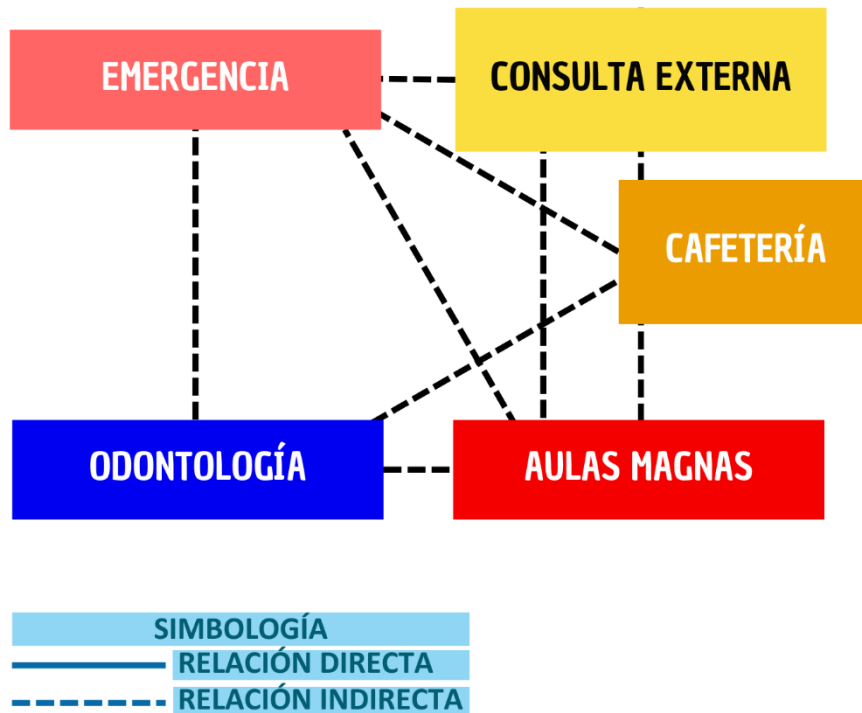 EMERGENCIA
CONSULTA EXTERNA
CAFETERÍA
ODONTOLOGÍA
AULAS MAGNAS
SIMBOLOGÍA
RELACIÓN DIRECTA
RELACIÓN INDIRECTA